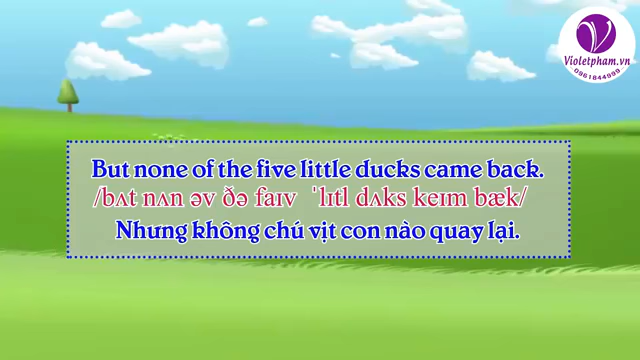 Violetpham.vn
0961844999
But none of the five little ducks came back.
/bʌt nʌn əv ðə faɪv ˈlɪtl dʌks keɪm bæk/
Nhưng không chú vịt con nào quay lại.